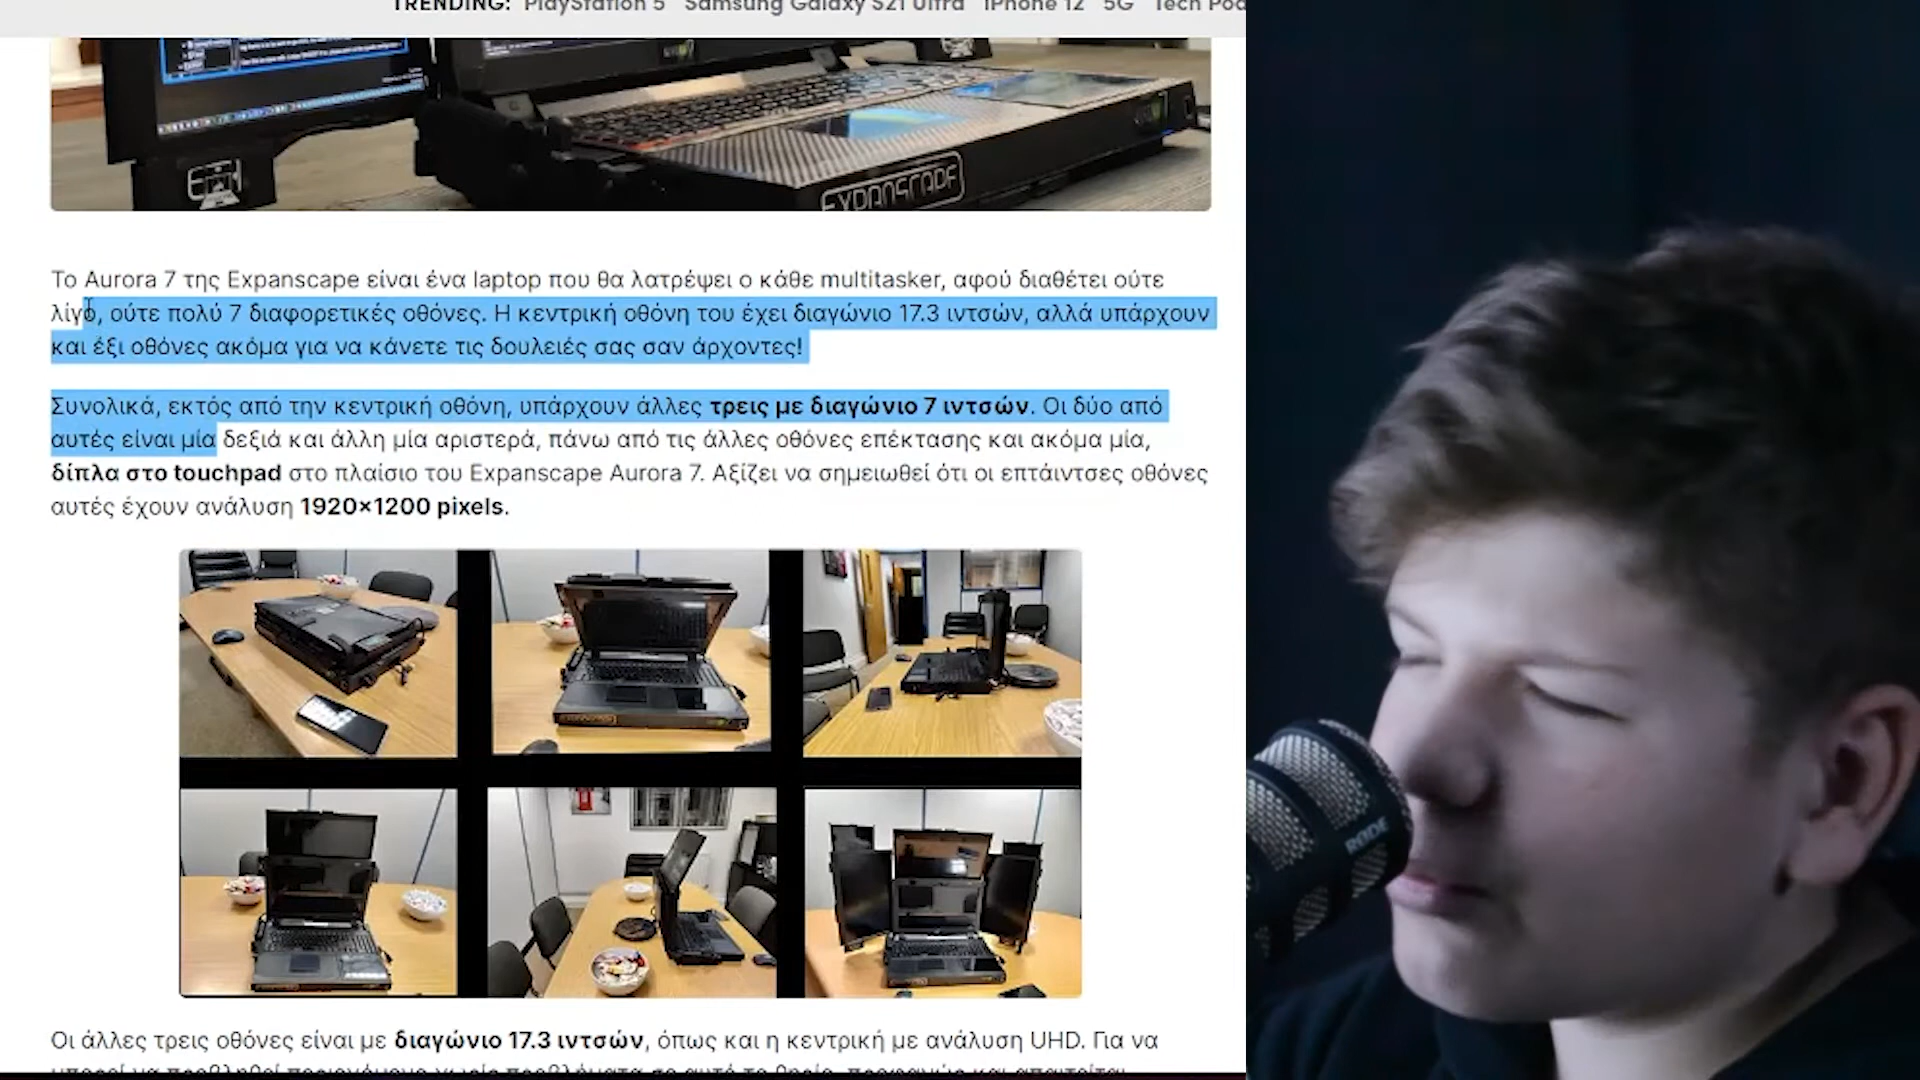 TRENDING: PlayStation 5 Samsung Galaxy S21 Ultra iPhone 12 5G Tech Pod
EXPANSCAPE
Το Aurora 7 της Expanscape είναι ένα laptop που θα λατρέψει ο κάθε multitasker, αφού διαθέτει ούτε
λίγο, ούτε πολύ 7 διαφορετικές οθόνες. Η κεντρική οθόνη του έχει διαγώνιο 17.3 ιντσών, αλλά υπάρχουν
και έξι οθόνες ακόμα για να κάνετε τις δουλειές σας σαν άρχοντες!
Συνολικά, εκτός από την κεντρική οθόνη, υπάρχουν άλλες τρεις με διαγώνιο 7 ιντσών. Οι δύο από
αυτές είναι μία δεξιά και άλλη μία αριστερά, πάνω από τις άλλες οθόνες επέκτασης και ακόμα μία,
δίπλα στο touchpad στο πλαίσιο του Expanscape Aurora 7. Αξίζει να σημειωθεί ότι οι επτάιντσες οθόνες
αυτές έχουν ανάλυση 1920×1200 pixels.
RØDE
Οι άλλες τρεις οθόνες είναι με διαγώνιο 17.3 ιντσών, όπως και η κεντρική με ανάλυση UHD. Για να